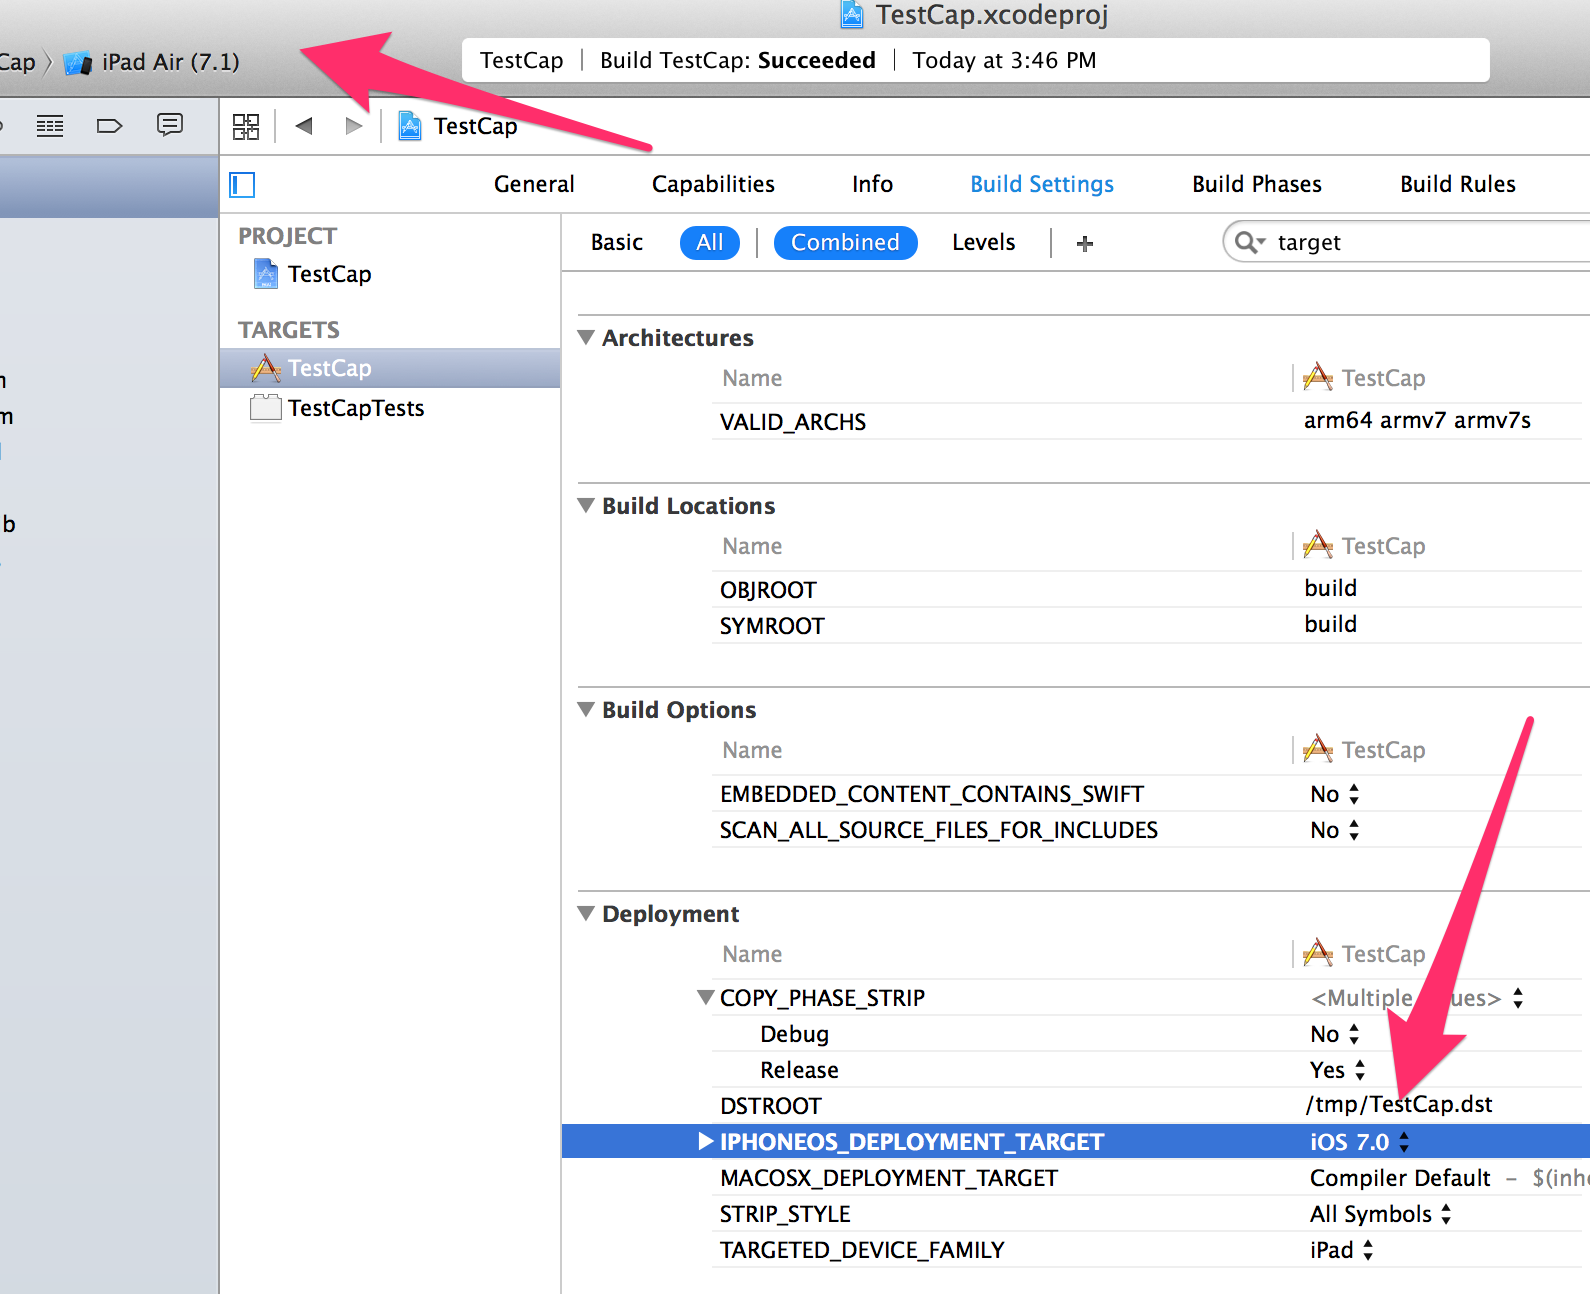 TestCap.xcodeproj
Cap
iPad Air (7.1)
TestCap | Build TestCap: Succeeded | Today at 3:46 PM
TestCap
General Capabilities Info Build Settings Build Phases Build Rules
PROJECT
TestCap
TARGETS
TestCap
TestCapTests
m
b
Basic All Combined Levels +
target
Architectures
Name TestCap
VALID_ARCHS arm64 armv7 armv7s
Build Locations
Name TestCap
OBJROOT build
SYMROOT build
Build Options
Name TestCap
EMBEDDED_CONTENT_CONTAINS_SWIFT No
SCAN_ALL_SOURCE_FILES_FOR_INCLUDES No
Deployment
Name TestCap
COPY_PHASE_STRIP <Multiple
Debug No
Release Yes
DSTROOT /tmp/TestCap.dst
IPHONEOS_DEPLOYMENT_TARGET iOS 7.0
MACOSX_DEPLOYMENT_TARGET Compiler Default – $(inhe
STRIP_STYLE All Symbols
TARGETED_DEVICE_FAMILY iPad